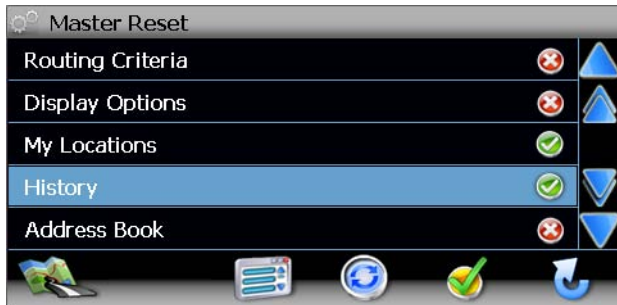 Master Reset
Routing Criteria
Display Options
My Locations
History
Address Book